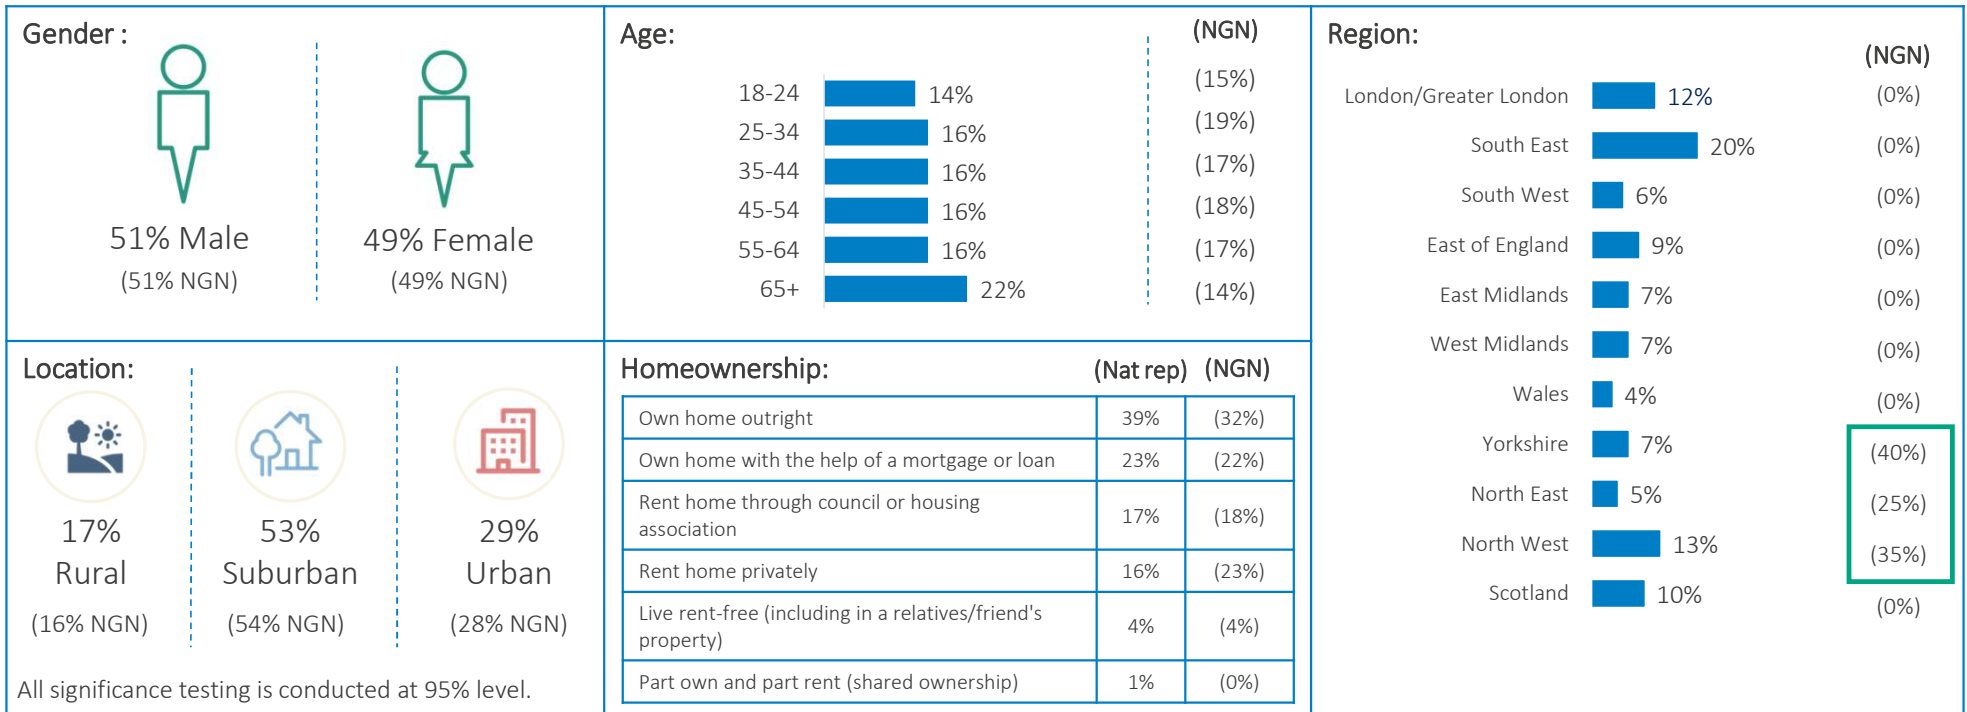 Gender :
51% Male
(51% NGN)
49% Female
(49% NGN)
Age:
(NGN)
18-24 14% (15%)
25-34 16% (19%)
35-44 16% (17%)
45-54 16% (18%)
55-64 16% (17%)
65+ 22% (14%)
Region:
(NGN)
London/Greater London 12% (0%)
South East 20% (0%)
South West 6% (0%)
East of England 9% (0%)
East Midlands 7% (0%)
West Midlands 7% (0%)
Wales 4% (0%)
Yorkshire 7% (40%)
North East 5% (25%)
North West 13% (35%)
Scotland 10% (0%)
Location:
17%
Rural
(16% NGN)
53%
Suburban
(54% NGN)
29%
Urban
(28% NGN)
All significance testing is conducted at 95% level.
Homeownership: (Nat rep) (NGN)
Own home outright 39% (32%)
Own home with the help of a mortgage or loan 23% (22%)
Rent home through council or housing
association 17% (18%)
Rent home privately 16% (23%)
Live rent-free (including in a relatives/friend's
property) 4% (4%)
Part own and part rent (shared ownership) 1% (0%)